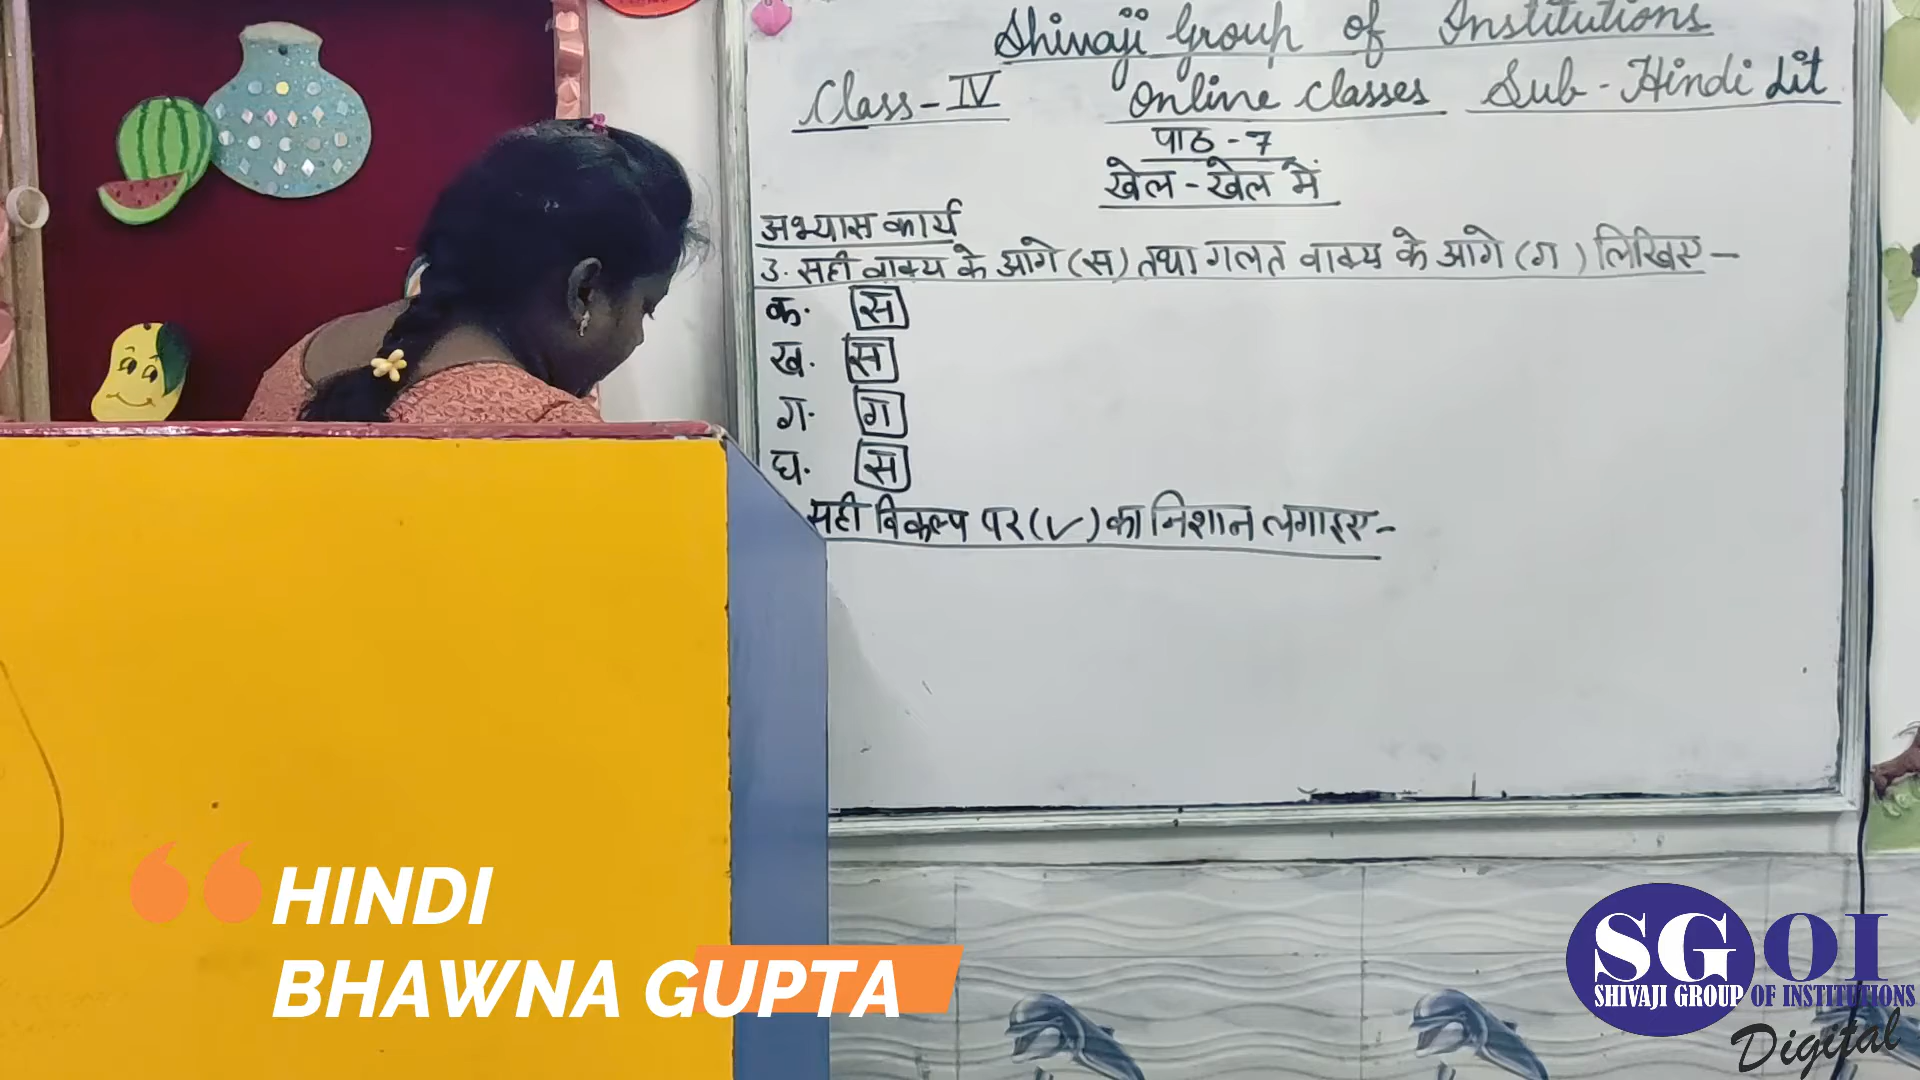 Shivaji Group of Institutions
Class - IV Online Classes Sub - Hindi Lit
पाठ - 7
खेल - खेल में
अभ्यास कार्य
3. सही वाक्य के आगे (स) तथा गलत वाक्य के आगे (ग) लिखिए -
क. स
ख. स
ग. ग
घ. स
सही विकल्प पर (✓) का निशान लगाइए -
HINDI
BHAWNA GUPTA
SGOI
SHIVAJI GROUP OF INSTITUTIONS
Digital